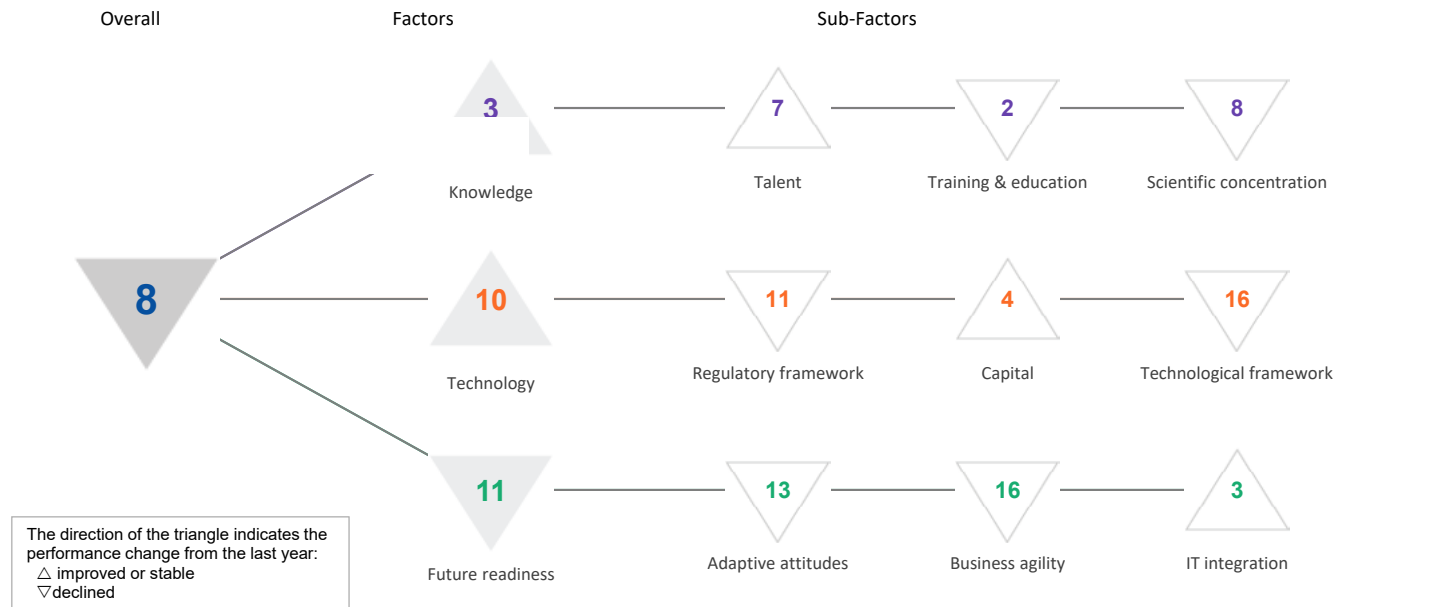 Overall Factors Sub-Factors
3 7 2 8
Knowledge Talent Training & education Scientific concentration
8 10 11 4 16
Technology Regulatory framework Capital Technological framework
11 13 16 3
Future readiness Adaptive attitudes Business agility IT integration
The direction of the triangle indicates the
performance change from the last year:
△ improved or stable
▽declined